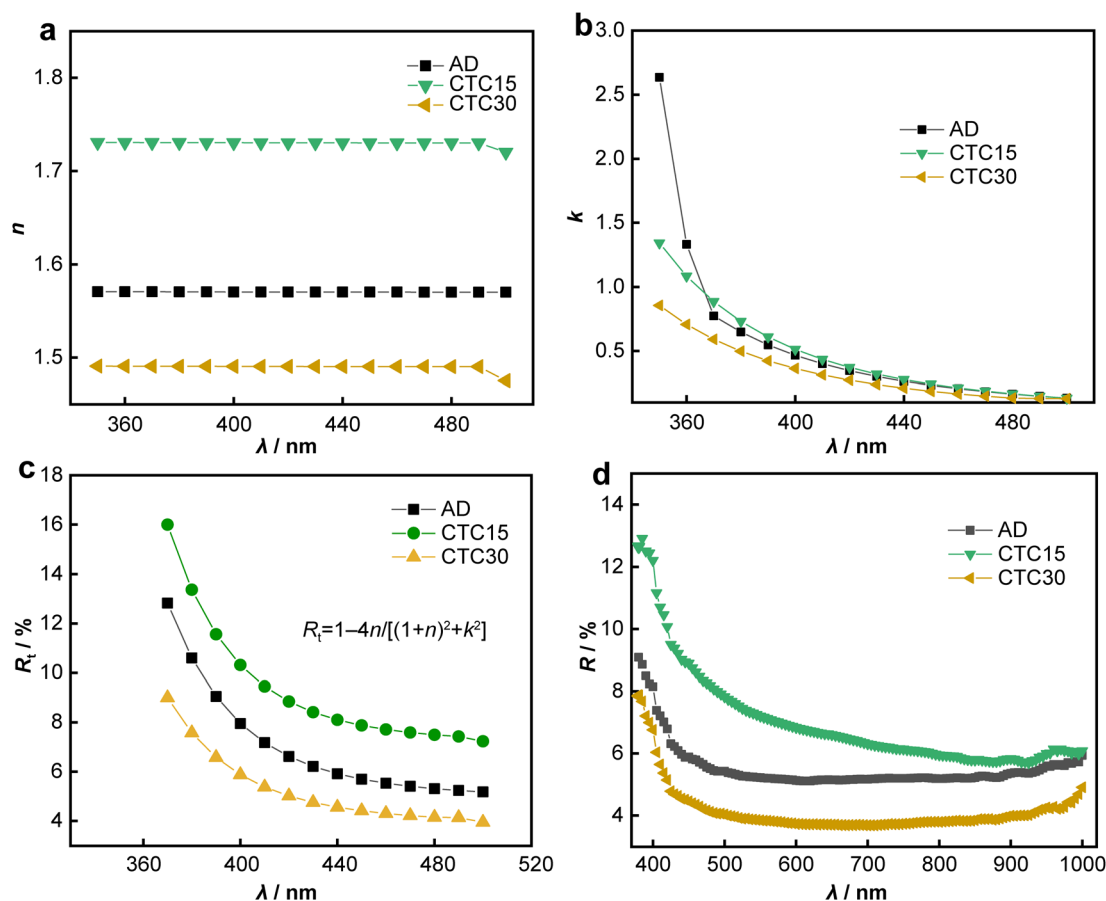 a
AD
CTC15
CTC30
1.8
1.7
1.6
1.5
n
360
400
440
480
λ / nm
b
AD
CTC15
CTC30
3.0
2.5
2.0
1.5
1.0
0.5
k
360
400
440
480
λ / nm
c
AD
CTC15
CTC30
18
16
14
12
10
8
6
4
Rt / %
Rt=1–4n/[(1+n)²+k²]
360
400
440
480
520
λ / nm
d
AD
CTC15
CTC30
14
12
10
8
6
4
R / %
400
500
600
700
800
900
1000
λ / nm